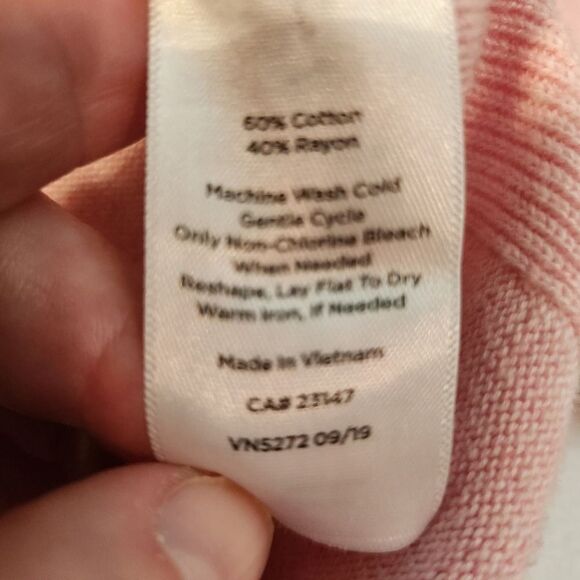 60% Cotton
40% Rayon
Machine Wash Cold
Gentle Cycle
Only Non-Chlorine Bleach
When Needed
Reshape, Lay Flat To Dry
Warm Iron, If Needed
Made In Vietnam
CA# 23147
VN5272 09/19